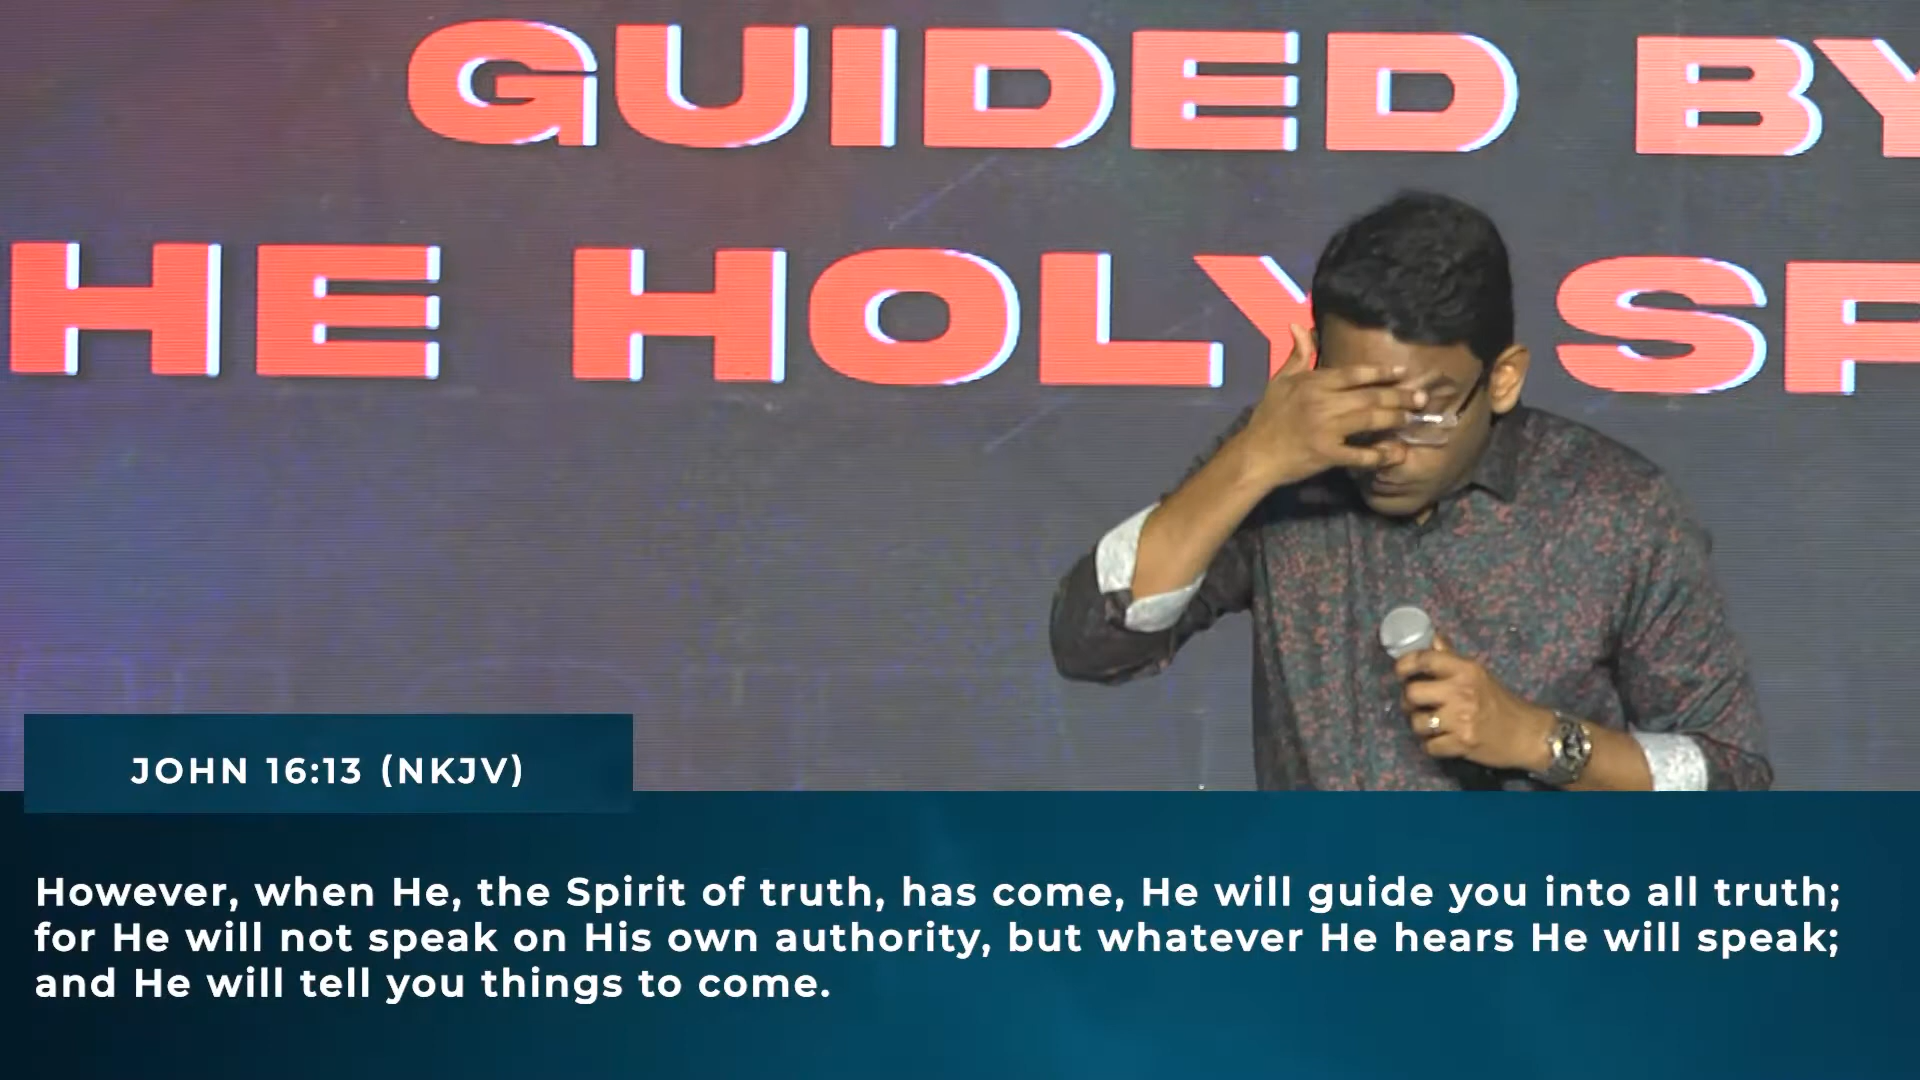 GUIDED BY
HE HOLY SP
JOHN 16:13 (NKJV)
However, when He, the Spirit of truth, has come, He will guide you into all truth;
for He will not speak on His own authority, but whatever He hears He will speak;
and He will tell you things to come.